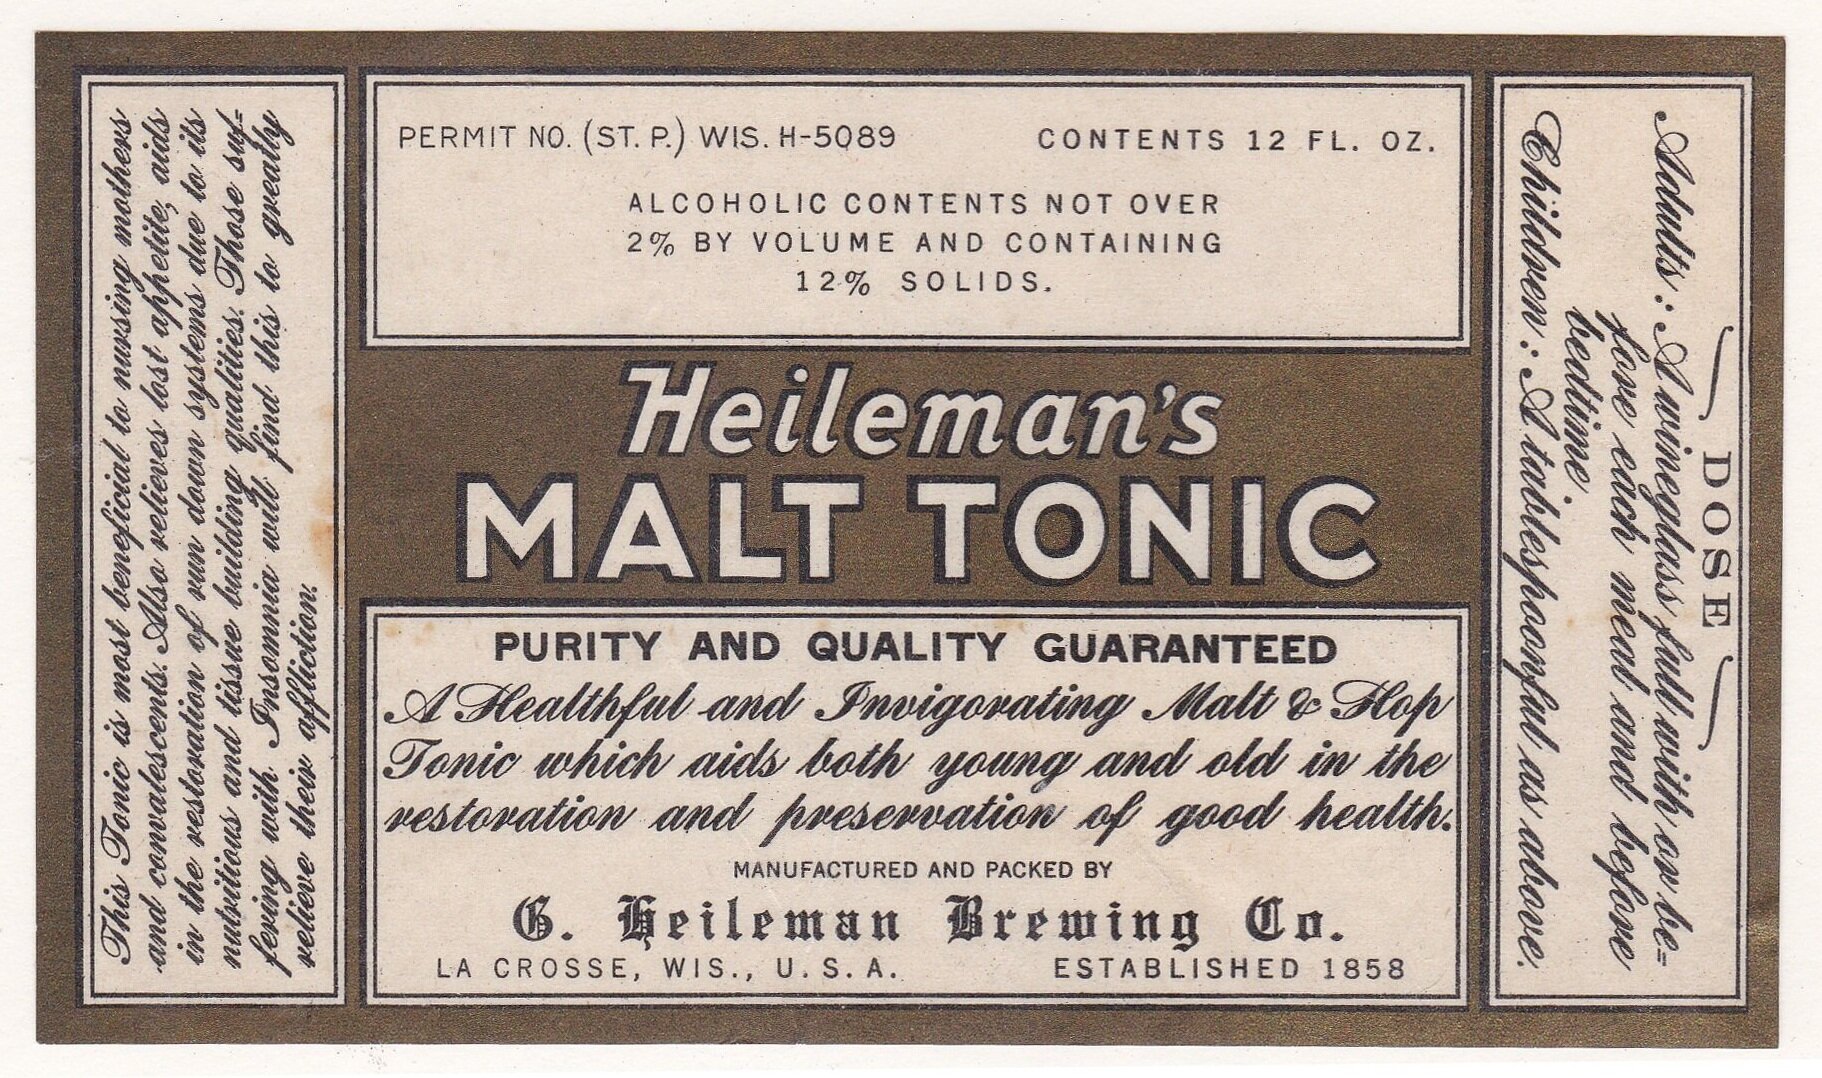 This Tonic is most beneficial to nursing mothers
and convalescents. Also relieves lost appetite, aids
in the restoration of run down systems due to its
nutritious and tissue building qualities. Those suf=
fering with Insomnia will find this to greatly
relieve their affliction.
PERMIT NO. (ST. P.) WIS. H-5089 CONTENTS 12 FL. OZ.
ALCOHOLIC CONTENTS NOT OVER
2% BY VOLUME AND CONTAINING
12% SOLIDS.
Heileman's
MALT TONIC
PURITY AND QUALITY GUARANTEED
A Healthful and Invigorating Malt & Hop
Tonic which aids both young and old in the
restoration and preservation of good health.
MANUFACTURED AND PACKED BY
G. Heileman Brewing Co.
LA CROSSE, WIS., U.S.A. ESTABLISHED 1858
DOSE
Adults: A wineglass full with or be=
fore each meal and before
bedtime.
Children: A tablespoonful as above.